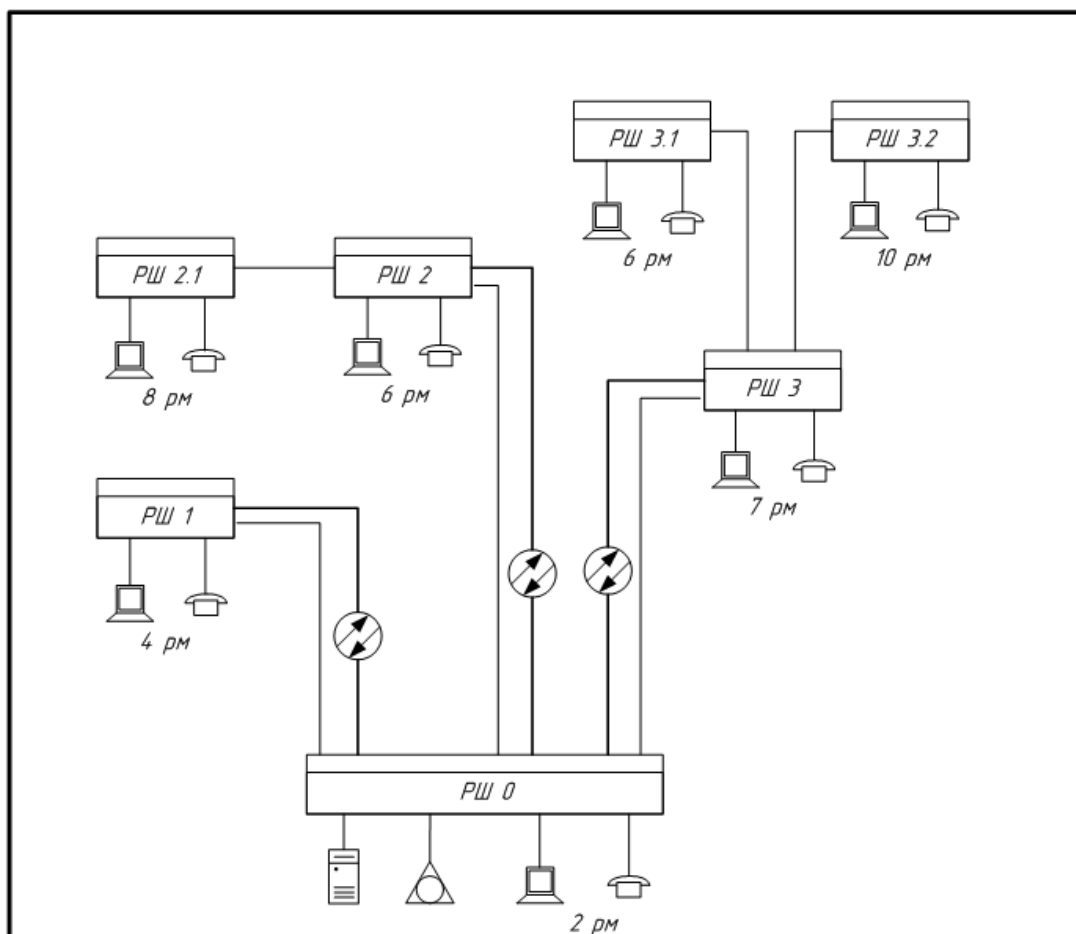 РШ 3.1
РШ 3.2
6 рм
10 рм
РШ 2.1
РШ 2
8 рм
6 рм
РШ 3
7 рм
РШ 1
4 рм
РШ 0
2 рм